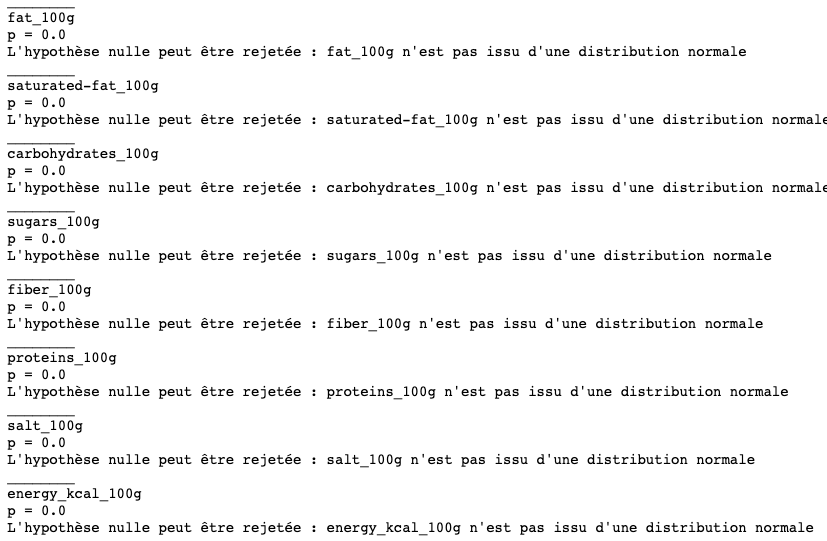 ________
fat_100g
p = 0.0
L'hypothèse nulle peut être rejetée : fat_100g n'est pas issu d'une distribution normale
________
saturated-fat_100g
p = 0.0
L'hypothèse nulle peut être rejetée : saturated-fat_100g n'est pas issu d'une distribution normale
________
carbohydrates_100g
p = 0.0
L'hypothèse nulle peut être rejetée : carbohydrates_100g n'est pas issu d'une distribution normale
________
sugars_100g
p = 0.0
L'hypothèse nulle peut être rejetée : sugars_100g n'est pas issu d'une distribution normale
________
fiber_100g
p = 0.0
L'hypothèse nulle peut être rejetée : fiber_100g n'est pas issu d'une distribution normale
________
proteins_100g
p = 0.0
L'hypothèse nulle peut être rejetée : proteins_100g n'est pas issu d'une distribution normale
________
salt_100g
p = 0.0
L'hypothèse nulle peut être rejetée : salt_100g n'est pas issu d'une distribution normale
________
energy_kcal_100g
p = 0.0
L'hypothèse nulle peut être rejetée : energy_kcal_100g n'est pas issu d'une distribution normale